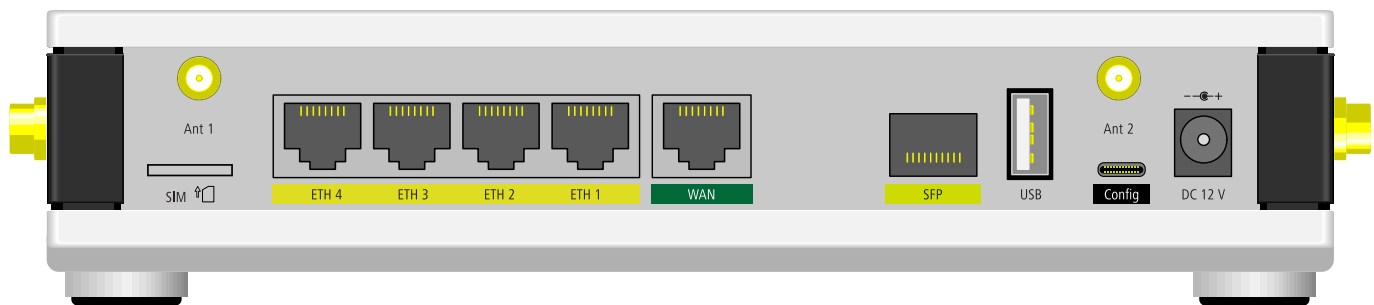 Ant 1
SIM
ETH 4
ETH 3
ETH 2
ETH 1
WAN
SFP
USB
Ant 2
Config
DC 12 V